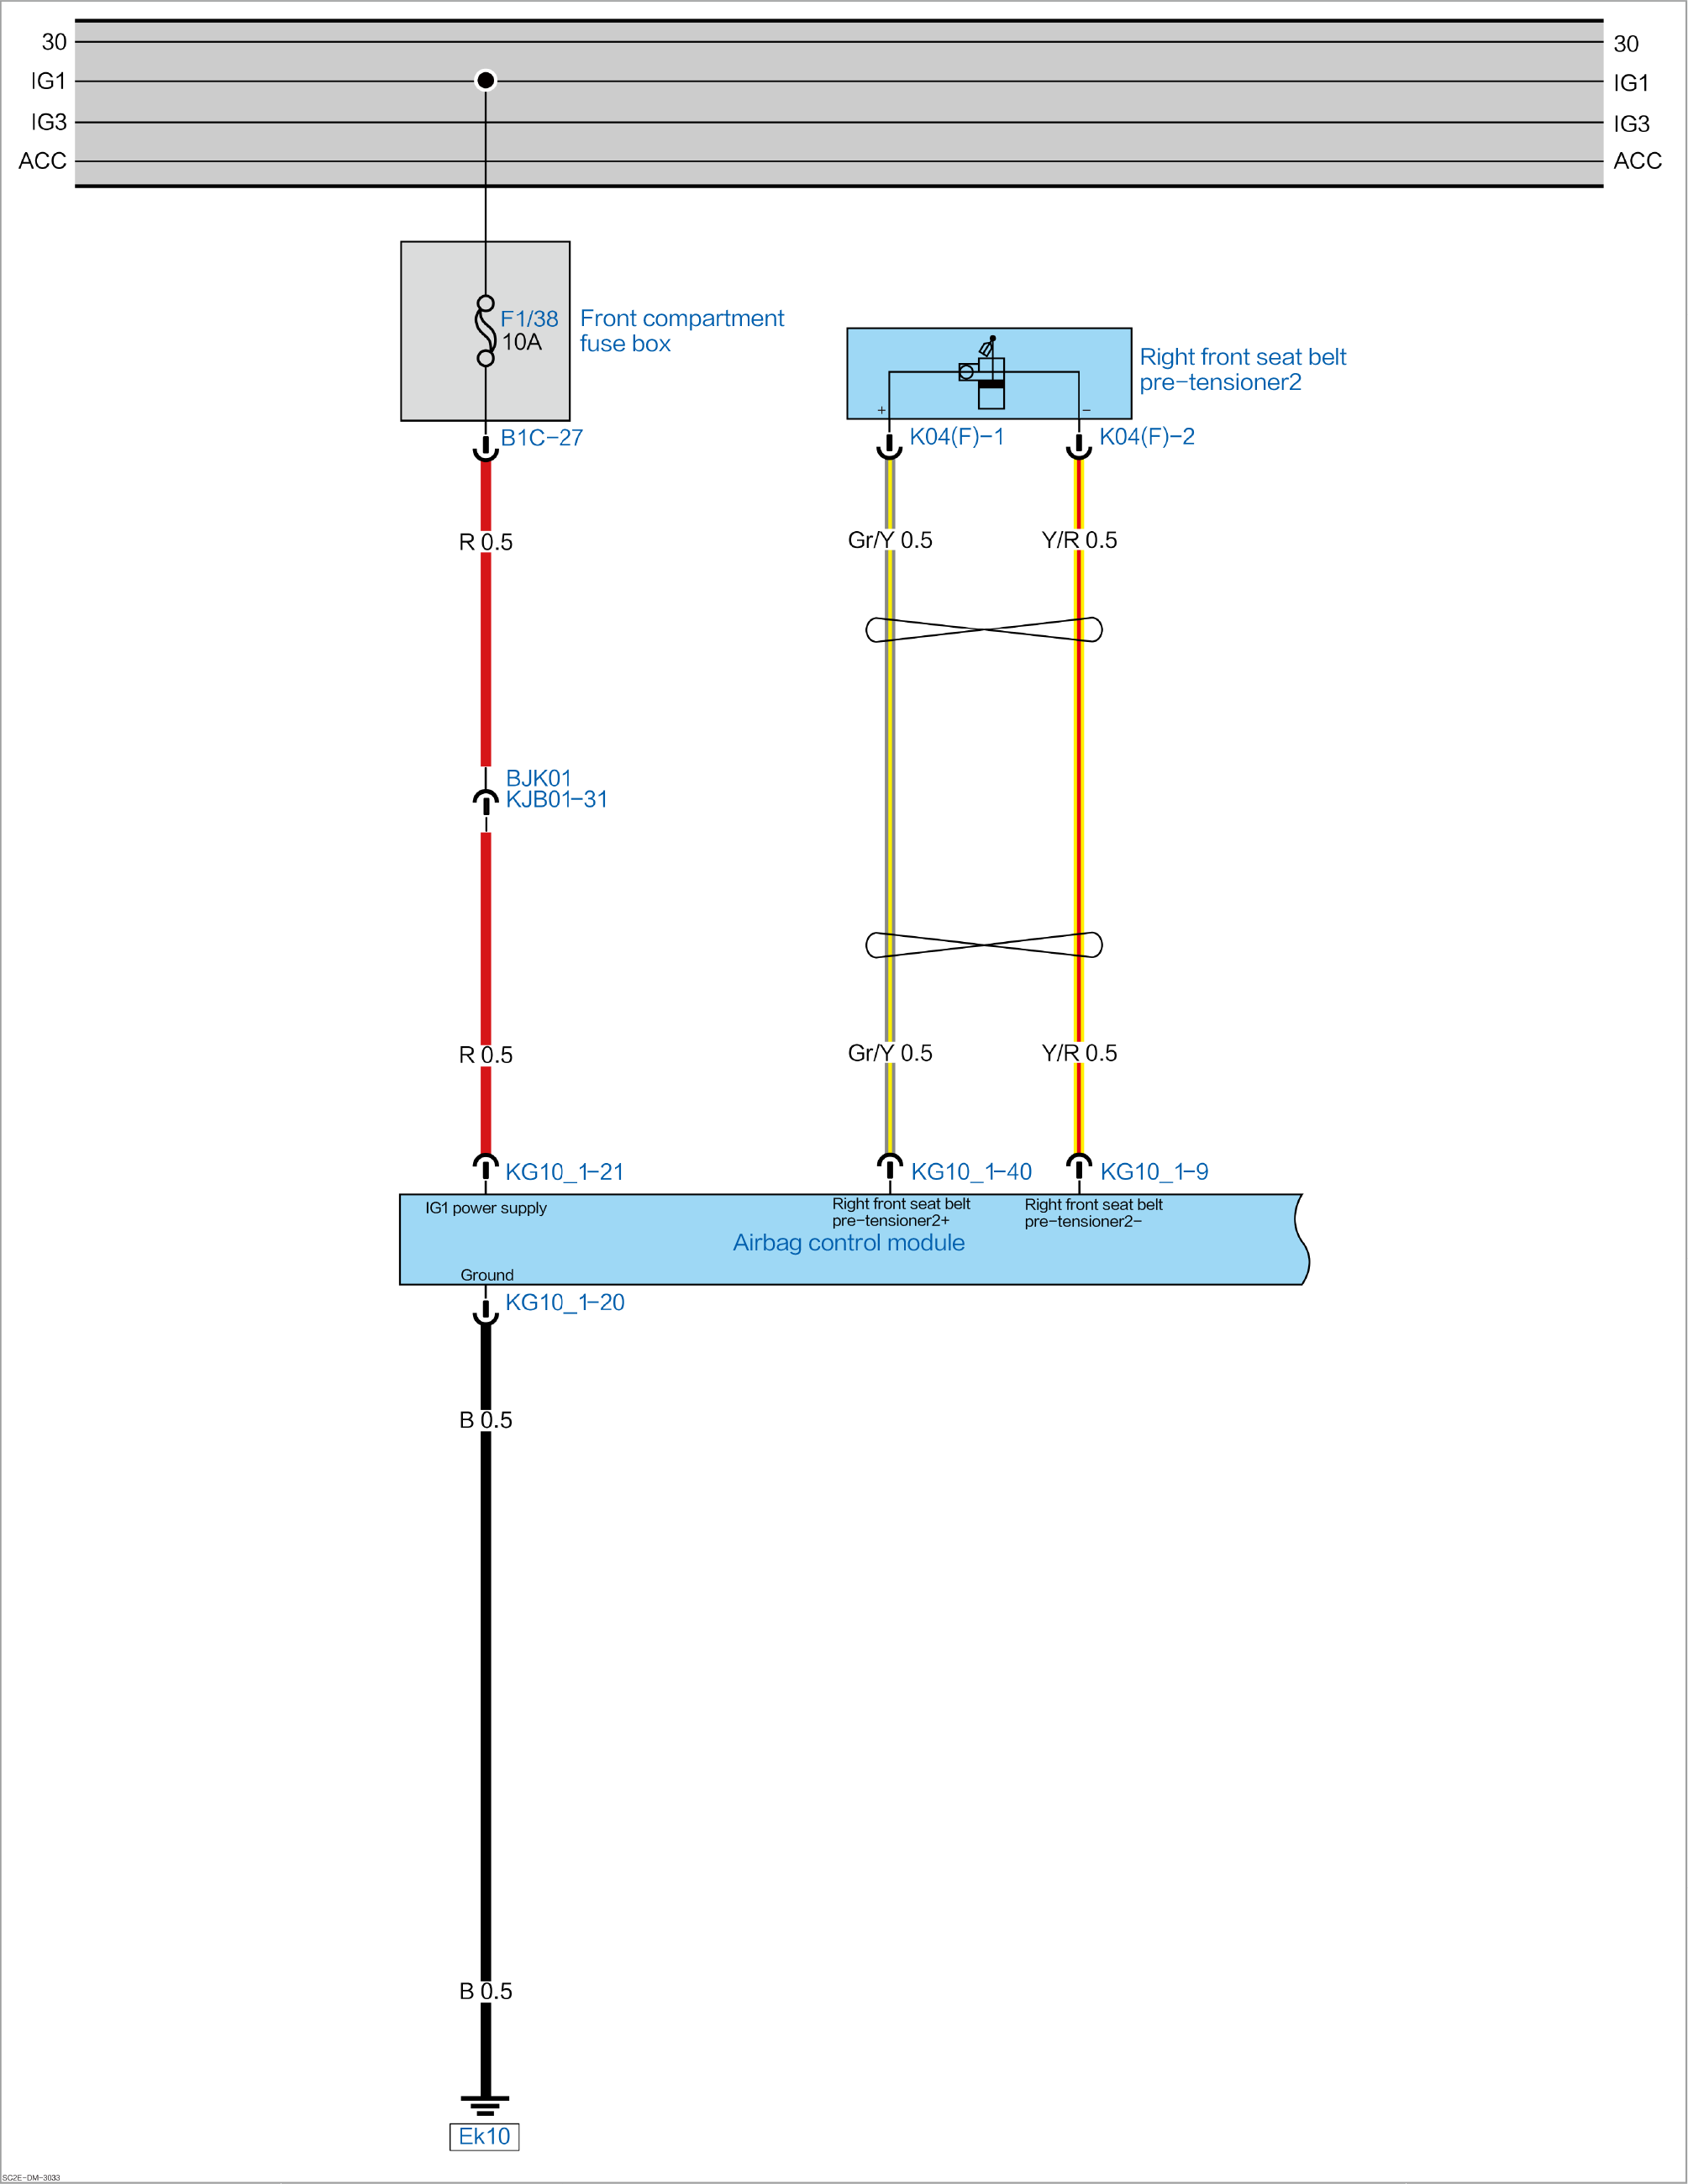 30
30
IG1
IG1
IG3
IG3
ACC
ACC
F1/38
10A
Front compartment
fuse box
Right front seat belt
pre-tensioner2
+
-
B1C-27
K04(F)-1
K04(F)-2
R 0.5
Gr/Y 0.5
Y/R 0.5
BJK01
KJB01-31
R 0.5
Gr/Y 0.5
Y/R 0.5
KG10_1-21
KG10_1-40
KG10_1-9
IG1 power supply
Right front seat belt
pre-tensioner2+
Right front seat belt
pre-tensioner2-
Airbag control module
Ground
KG10_1-20
B 0.5
B 0.5
Ek10
SC2E-DM-3033